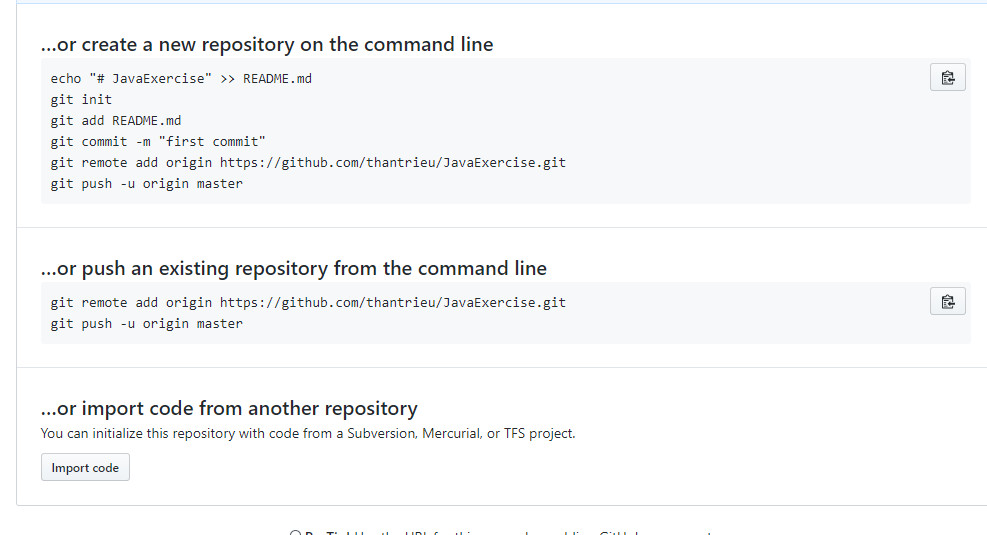 ...or create a new repository on the command line
echo "# JavaExercise" >> README.md
git init
git add README.md
git commit -m "first commit"
git remote add origin https://github.com/thantrieu/JavaExercise.git
git push -u origin master
...or push an existing repository from the command line
git remote add origin https://github.com/thantrieu/JavaExercise.git
git push -u origin master
...or import code from another repository
You can initialize this repository with code from a Subversion, Mercurial, or TFS project.
Import code